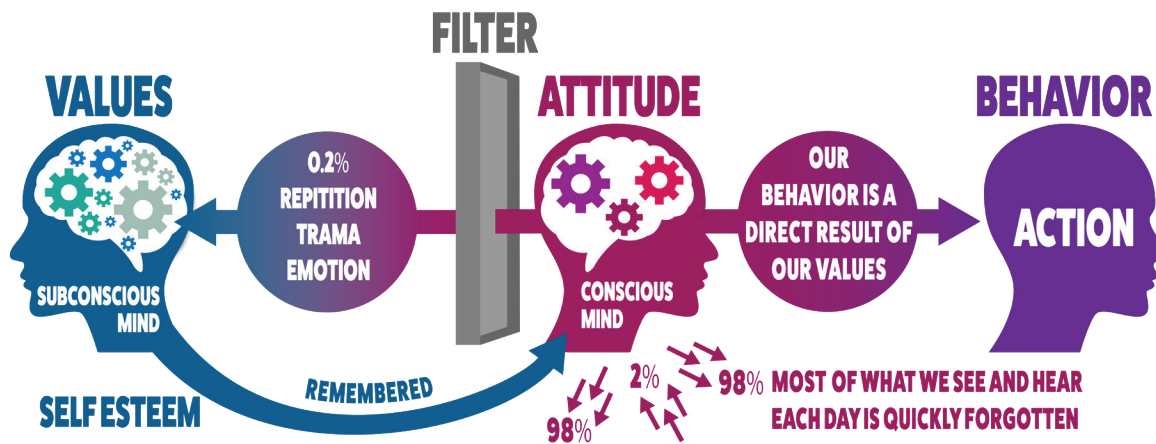 FILTER
VALUES
ATTITUDE
BEHAVIOR
0.2%
REPITITION
TRAMA
EMOTION
OUR
BEHAVIOR IS A
DIRECT RESULT OF
OUR VALUES
ACTION
SUBCONSCIOUS
MIND
CONSCIOUS
MIND
REMEMBERED
SELF ESTEEM
2%
98%
98% MOST OF WHAT WE SEE AND HEAR
EACH DAY IS QUICKLY FORGOTTEN